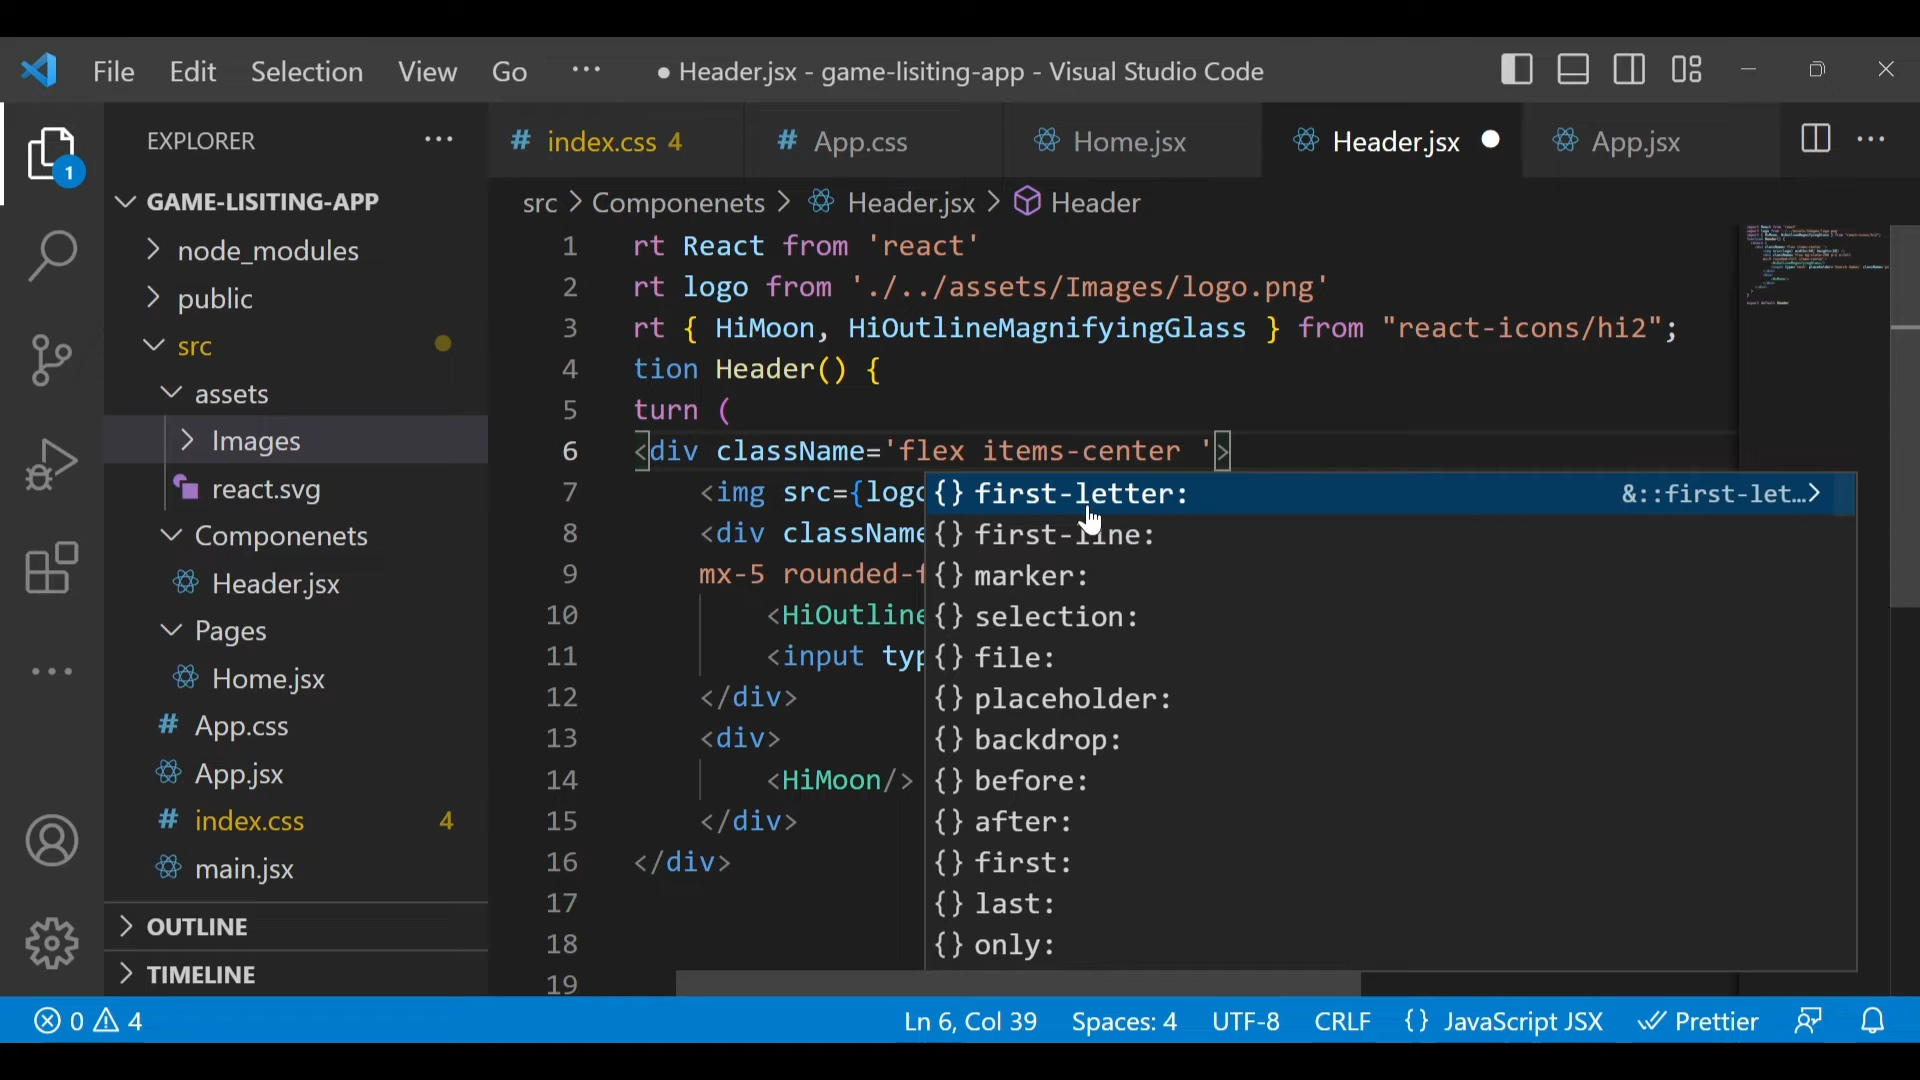 File Edit Selection View Go ··· ● Header.jsx - game-lisiting-app - Visual Studio Code
EXPLORER ···
# index.css 4 # App.css Home.jsx Header.jsx ● App.jsx ···
1
GAME-LISITING-APP
node_modules
public
src
assets
Images
react.svg
Componenets
Header.jsx
Pages
Home.jsx
# App.css
App.jsx
# index.css 4
main.jsx
OUTLINE
TIMELINE
src > Componenets > Header.jsx > Header
1 rt React from 'react'
2 rt logo from './../assets/Images/logo.png'
3 rt { HiMoon, HiOutlineMagnifyingGlass } from "react-icons/hi2";
4 tion Header() {
5 turn (
6 <div className='flex items-center '>
7 <img src={logo
8 <div className
9 mx-5 rounded-f
10 <HiOutline
11 <input typ
12 </div>
13 <div>
14 <HiMoon/>
15 </div>
16 </div>
17
18
19
{} first-letter: &::first-let…>
{} first-line:
{} marker:
{} selection:
{} file:
{} placeholder:
{} backdrop:
{} before:
{} after:
{} first:
{} last:
{} only:
0 4 Ln 6, Col 39 Spaces: 4 UTF-8 CRLF {} JavaScript JSX Prettier